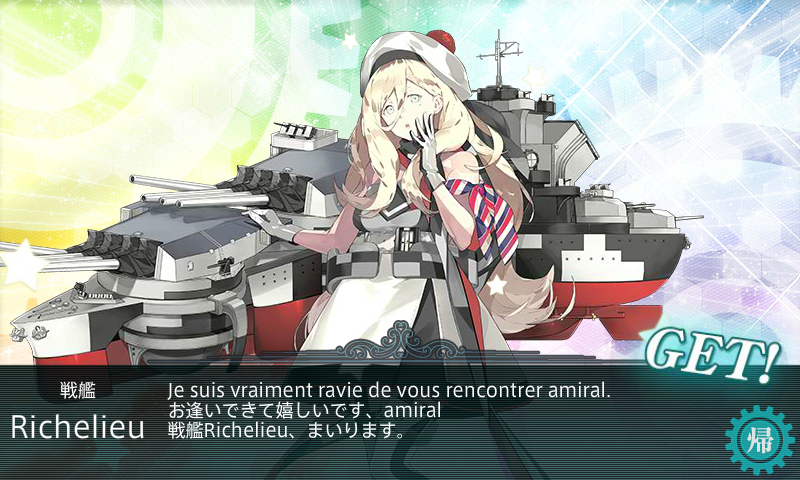 GET!
戦艦
Richelieu
Je suis vraiment ravie de vous rencontrer amiral.
お逢いできて嬉しいです、amiral
戦艦Richelieu、まいります。
帰